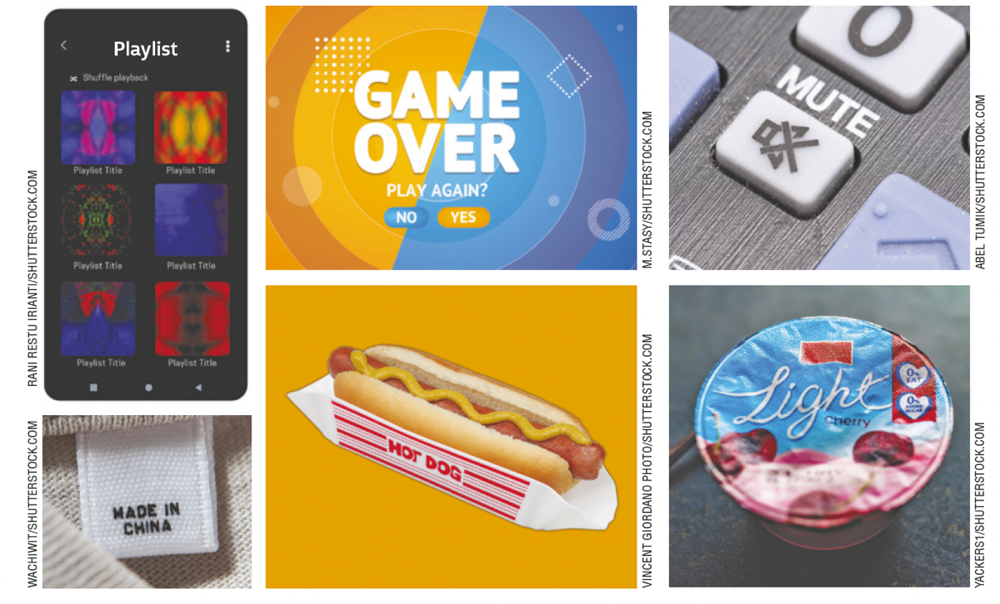 Playlist
Shuffle playback
Playlist Title
Playlist Title
Playlist Title
Playlist Title
Playlist Title
Playlist Title
RANI RESTU IRIANTI/SHUTTERSTOCK.COM
GAME
OVER
PLAY AGAIN?
NO
YES
M.STASY/SHUTTERSTOCK.COM
0
MUTE
ABEL TUMIK/SHUTTERSTOCK.COM
MADE IN
CHINA
WACHIWIT/SHUTTERSTOCK.COM
HOT DOG
VINCENT GIORDANO PHOTO/SHUTTERSTOCK.COM
Light
Cherry
0%
FAT
0%
ADDED
SUGAR
YACKERS1/SHUTTERSTOCK.COM